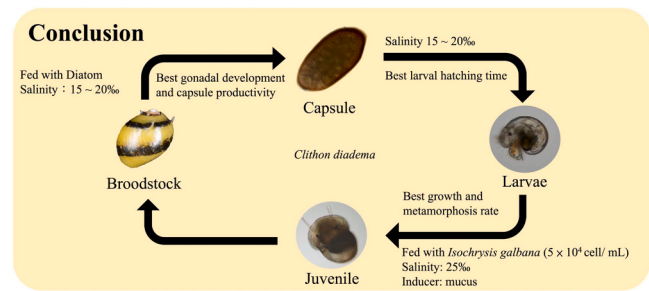 Conclusion
Fed with Diatom
Salinity：15 ~ 20‰
Best gonadal development
and capsule productivity
Capsule
Salinity 15 ~ 20‰
Best larval hatching time
Clithon diadema
Broodstock
Larvae
Best growth and
metamorphosis rate
Fed with Isochrysis galbana (5 x 10⁴ cell/ mL)
Salinity: 25‰
Inducer: mucus
Juvenile